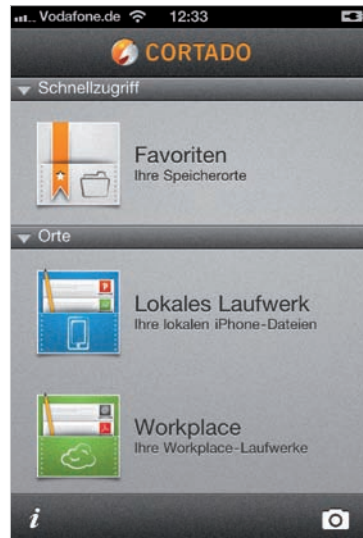 Vodafone.de 12:33
CORTADO
Schnellzugriff
Favoriten
Ihre Speicherorte
Orte
Lokales Laufwerk
Ihre lokalen iPhone-Dateien
Workplace
Ihre Workplace-Laufwerke
i